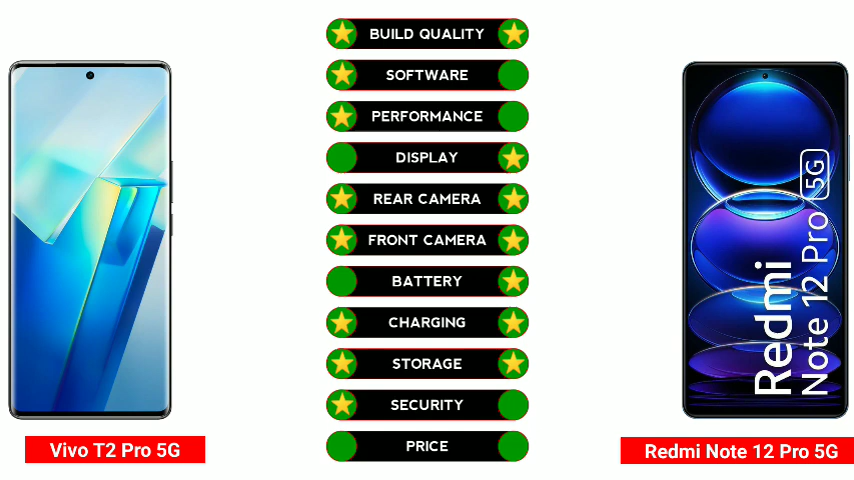 BUILD QUALITY
SOFTWARE
PERFORMANCE
DISPLAY
REAR CAMERA
FRONT CAMERA
BATTERY
CHARGING
STORAGE
SECURITY
PRICE
Vivo T2 Pro 5G
Redmi
Note 12 Pro 5G
Redmi Note 12 Pro 5G